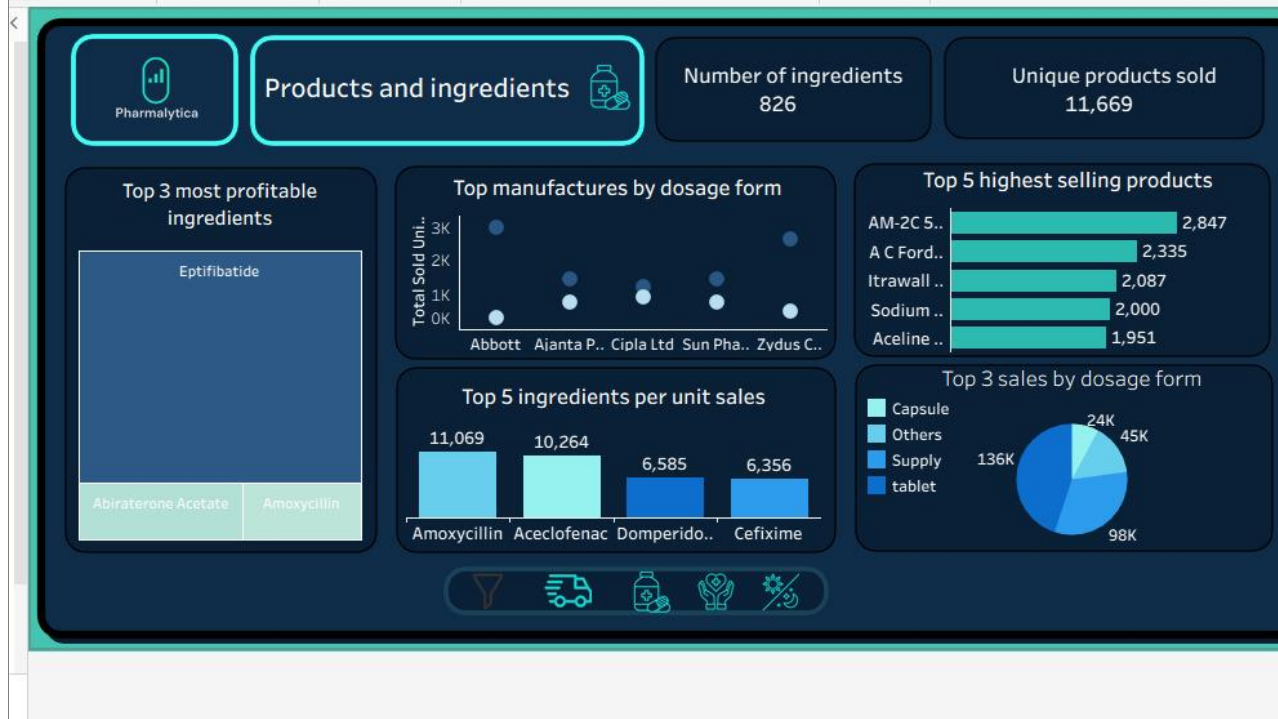 Pharmalytica
Products and ingredients
Number of ingredients
826
Unique products sold
11,669
Top 3 most profitable
ingredients
Eptifibatide
Abiraterone Acetate
Amoxycillin
Top manufactures by dosage form
Total Sold Uni..
3K
2K
1K
0K
Abbott
Ajanta P..
Cipla Ltd
Sun Pha..
Zydus C..
Top 5 highest selling products
AM-2C 5..
2,847
A C Ford..
2,335
Itrawall ..
2,087
Sodium ..
2,000
Aceline ..
1,951
Top 5 ingredients per unit sales
11,069
10,264
6,585
6,356
Amoxycillin
Aceclofenac
Domperido..
Cefixime
Top 3 sales by dosage form
Capsule
Others
Supply
tablet
24K
45K
136K
98K